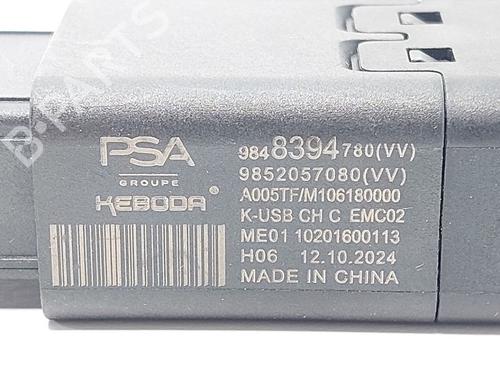 PSA
GROUPE
KEBODA
9848394780(VV)
9852057080(VV)
A005TF/M106180000
K-USB CH C EMC02
ME01 10201600113
H06 12.10.2024
MADE IN CHINA
B-PARTS